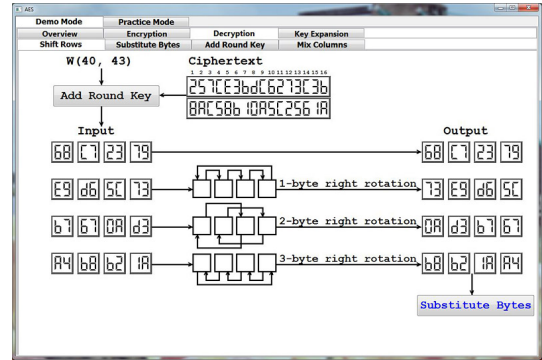 AES
Demo Mode Practice Mode
Overview Encryption Decryption Key Expansion
Shift Rows Substitute Bytes Add Round Key Mix Columns
W(40, 43) Ciphertext
1 2 3 4 5 6 7 8 9 10 11 12 13 14 15 16
257CE3bdC6273C3b
Add Round Key
8AC58b10A5C2561A
Input Output
68 C7 23 79 68 C7 23 79
E9 d6 5C 73 1-byte right rotation 73 E9 d6 5C
b7 67 0A d3 2-byte right rotation 0A d3 b7 67
A4 b8 b2 1A 3-byte right rotation b8 b2 1A A4
Substitute Bytes